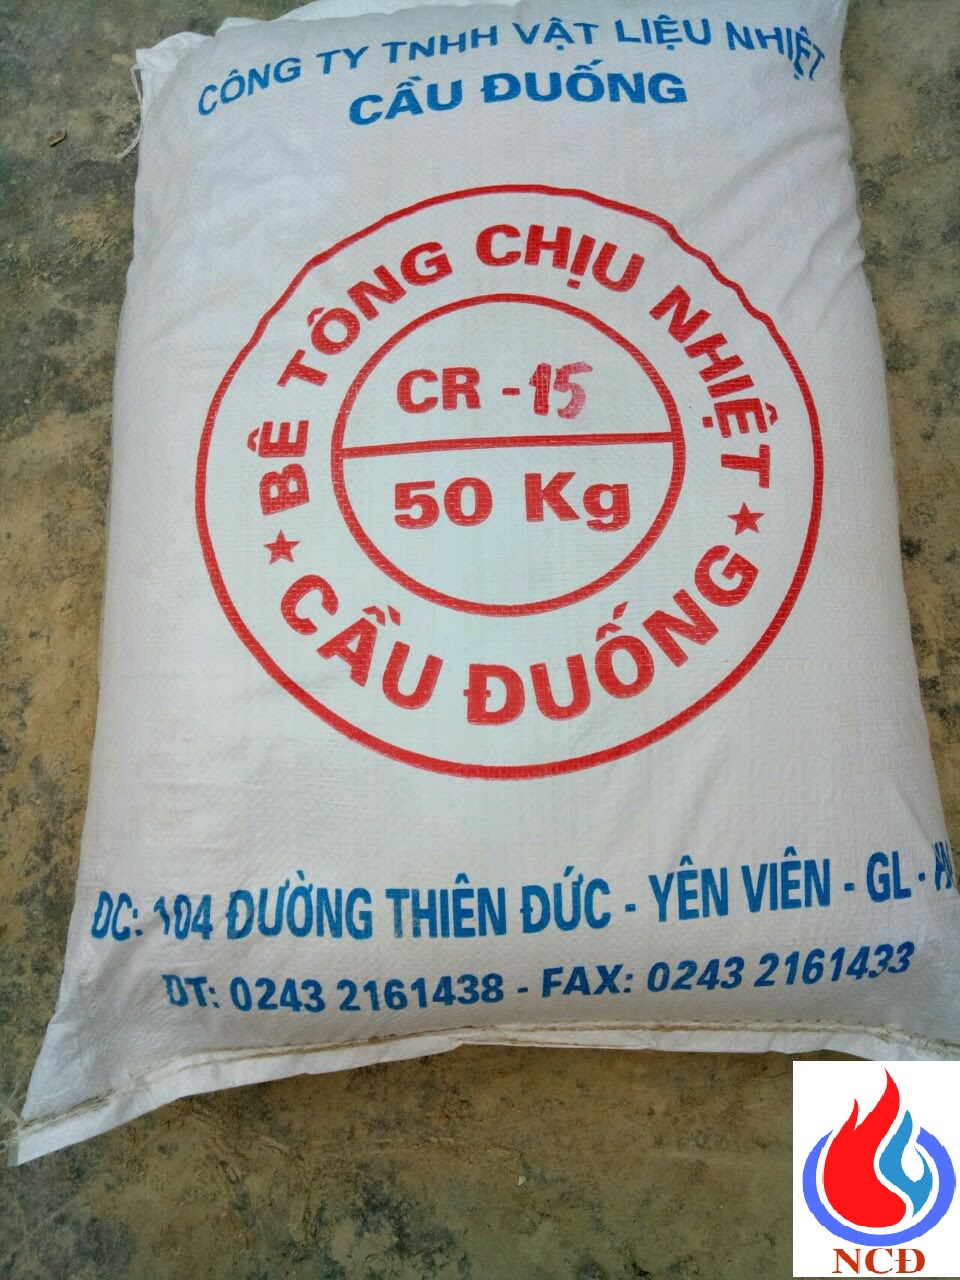 CÔNG TY TNHH VẬT LIỆU NHIỆT
CẦU ĐUỐNG
BÊ TÔNG CHỊU NHIỆT
CR - 15
50 Kg
★ CẦU ĐUỐNG ★
ĐC: 104 ĐƯỜNG THIÊN ĐỨC - YÊN VIÊN - GL - HN
ĐT: 0243 2161438 - FAX: 0243 2161433
NCĐ